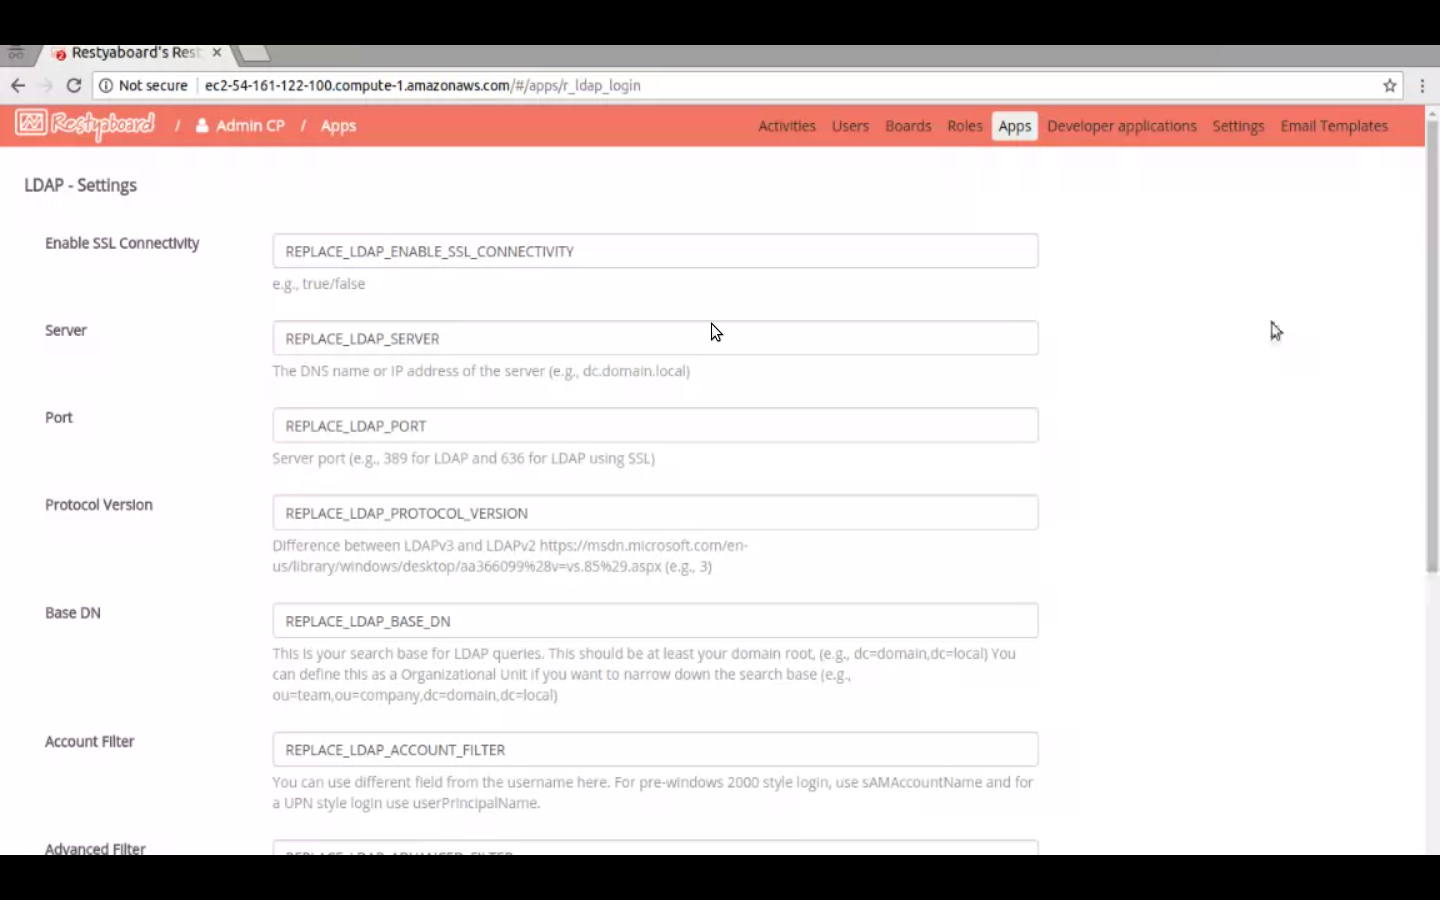 Restyaboard's Rest
Not secure ec2-54-161-122-100.compute-1.amazonaws.com/#/apps/r_ldap_login
Restyaboard / Admin CP / Apps Activities Users Boards Roles Apps Developer applications Settings Email Templates
LDAP - Settings
Enable SSL Connectivity
REPLACE_LDAP_ENABLE_SSL_CONNECTIVITY
e.g., true/false
Server
REPLACE_LDAP_SERVER
The DNS name or IP address of the server (e.g., dc.domain.local)
Port
REPLACE_LDAP_PORT
Server port (e.g., 389 for LDAP and 636 for LDAP using SSL)
Protocol Version
REPLACE_LDAP_PROTOCOL_VERSION
Difference between LDAPv3 and LDAPv2 https://msdn.microsoft.com/en-
us/library/windows/desktop/aa366099%28v=vs.85%29.aspx (e.g., 3)
Base DN
REPLACE_LDAP_BASE_DN
This is your search base for LDAP queries. This should be at least your domain root, (e.g., dc=domain,dc=local) You
can define this as a Organizational Unit if you want to narrow down the search base (e.g.,
ou=team,ou=company,dc=domain,dc=local)
Account Filter
REPLACE_LDAP_ACCOUNT_FILTER
You can use different field from the username here. For pre-windows 2000 style login, use sAMAccountName and for
a UPN style login use userPrincipalName.
Advanced Filter
REPLACE_LDAP_ADVANCED_FILTER